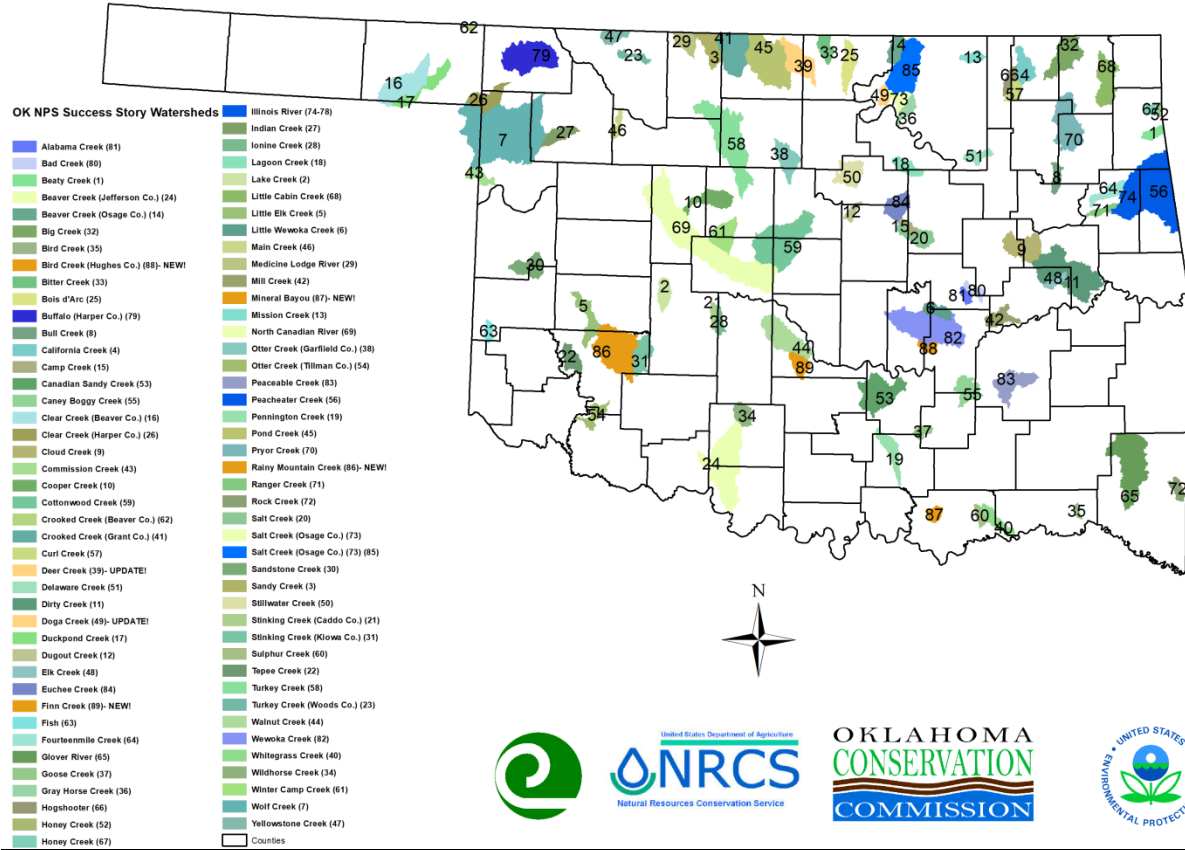 OK NPS Success Story Watersheds
Alabama Creek (81)
Bad Creek (80)
Beaty Creek (1)
Beaver Creek (Jefferson Co.) (24)
Beaver Creek (Osage Co.) (14)
Big Creek (32)
Bird Creek (35)
Bird Creek (Hughes Co.) (88)- NEW!
Bitter Creek (33)
Bois d'Arc (25)
Buffalo (Harper Co.) (79)
Bull Creek (8)
California Creek (4)
Camp Creek (15)
Canadian Sandy Creek (53)
Caney Boggy Creek (55)
Clear Creek (Beaver Co.) (16)
Clear Creek (Harper Co.) (26)
Cloud Creek (9)
Commission Creek (43)
Cooper Creek (10)
Cottonwood Creek (59)
Crooked Creek (Beaver Co.) (62)
Crooked Creek (Grant Co.) (41)
Curl Creek (57)
Deer Creek (39)- UPDATE!
Delaware Creek (51)
Dirty Creek (11)
Doga Creek (49)- UPDATE!
Duckpond Creek (17)
Dugout Creek (12)
Elk Creek (48)
Euchee Creek (84)
Finn Creek (89)- NEW!
Fish (63)
Fourteenmile Creek (64)
Glover River (65)
Goose Creek (37)
Gray Horse Creek (36)
Hogshooter (66)
Honey Creek (52)
Honey Creek (67)
Illinois River (74-78)
Indian Creek (27)
Ionine Creek (28)
Lagoon Creek (18)
Lake Creek (2)
Little Cabin Creek (68)
Little Elk Creek (5)
Little Wewoka Creek (6)
Main Creek (46)
Medicine Lodge River (29)
Mill Creek (42)
Mineral Bayou (87)- NEW!
Mission Creek (13)
North Canadian River (69)
Otter Creek (Garflield Co.) (38)
Otter Creek (Tillman Co.) (54)
Peaceable Creek (83)
Peacheater Creek (56)
Pennington Creek (19)
Pond Creek (45)
Pryor Creek (70)
Rainy Mountain Creek (86)- NEW!
Ranger Creek (71)
Rock Creek (72)
Salt Creek (20)
Salt Creek (Osage Co.) (73)
Salt Creek (Osage Co.) (73) (85)
Sandstone Creek (30)
Sandy Creek (3)
Stillwater Creek (50)
Stinking Creek (Caddo Co.) (21)
Stinking Creek (Kiowa Co.) (31)
Sulphur Creek (60)
Tepee Creek (22)
Turkey Creek (58)
Turkey Creek (Woods Co.) (23)
Walnut Creek (44)
Wewoka Creek (82)
Whitegrass Creek (40)
Wildhorse Creek (34)
Winter Camp Creek (61)
Wolf Creek (7)
Yellowstone Creek (47)
Counties
62
79
47
23
29
3
41
45
39
33
25
14
85
13
32
68
66
4
57
16
17
26
7
27
46
43
58
38
49
73
36
70
67
52
1
50
18
51
8
64
74
56
71
10
69
61
59
12
84
15
20
9
48
11
30
2
5
21
28
81
80
6
82
42
88
63
22
86
31
44
89
83
54
34
53
55
24
37
19
65
72
87
60
40
35
N
United States Department of Agriculture
NRCS
Natural Resources Conservation Service
OKLAHOMA
CONSERVATION
COMMISSION
UNITED STATES
ENVIRONMENTAL PROTEC